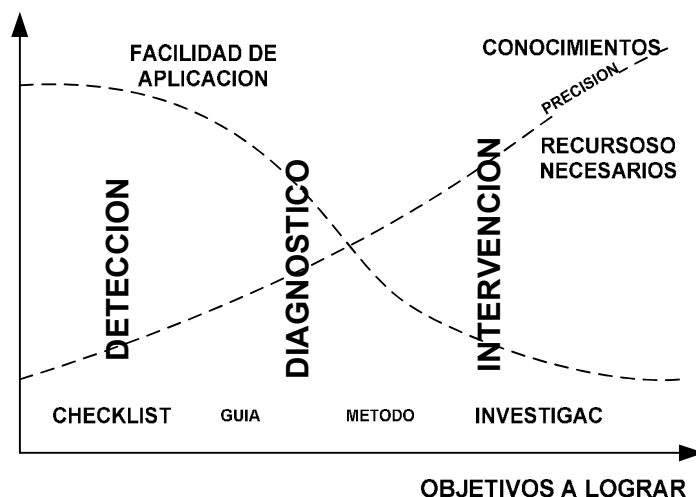 FACILIDAD DE
APLICACION
CONOCIMIENTOS
PRECISION
RECURSOSO
NECESARIOS
DETECCION
DIAGNOSTICO
INTERVENCION
CHECKLIST
GUIA
METODO
INVESTIGAC
OBJETIVOS A LOGRAR